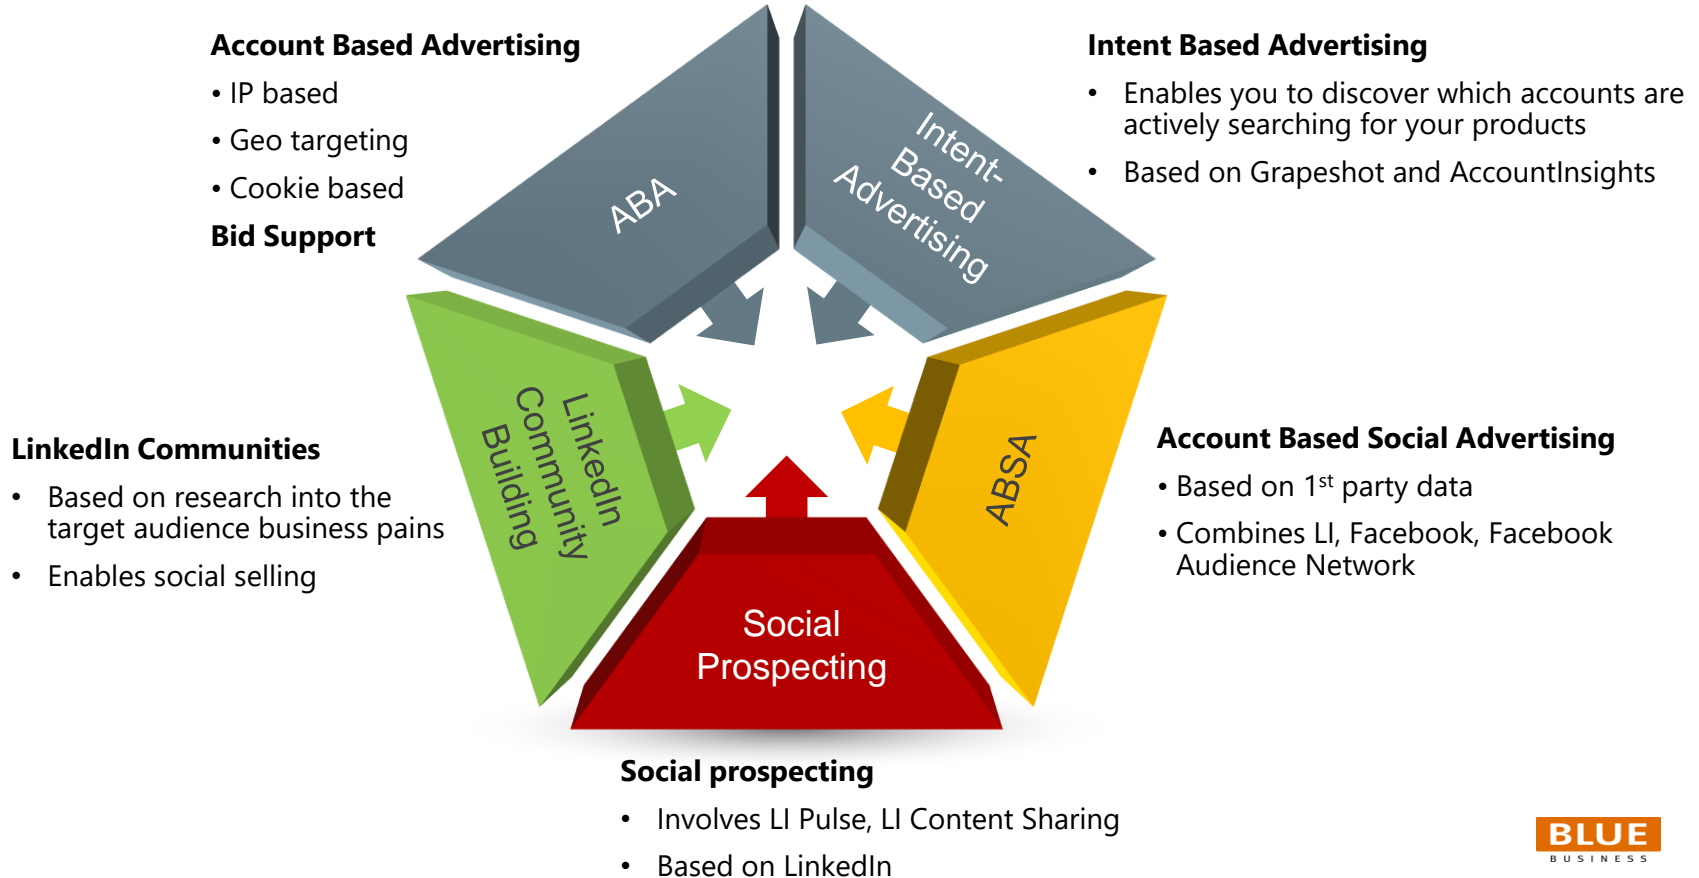 Account Based Advertising
• IP based
• Geo targeting
• Cookie based
Bid Support
Intent Based Advertising
• Enables you to discover which accounts are
actively searching for your products
• Based on Grapeshot and AccountInsights
ABA
Intent-
Based
Advertising
LinkedIn
Community
Building
ABSA
Social
Prospecting
LinkedIn Communities
• Based on research into the
target audience business pains
• Enables social selling
Account Based Social Advertising
• Based on 1st party data
• Combines LI, Facebook, Facebook
Audience Network
Social prospecting
• Involves LI Pulse, LI Content Sharing
• Based on LinkedIn
BLUE
BUSINESS